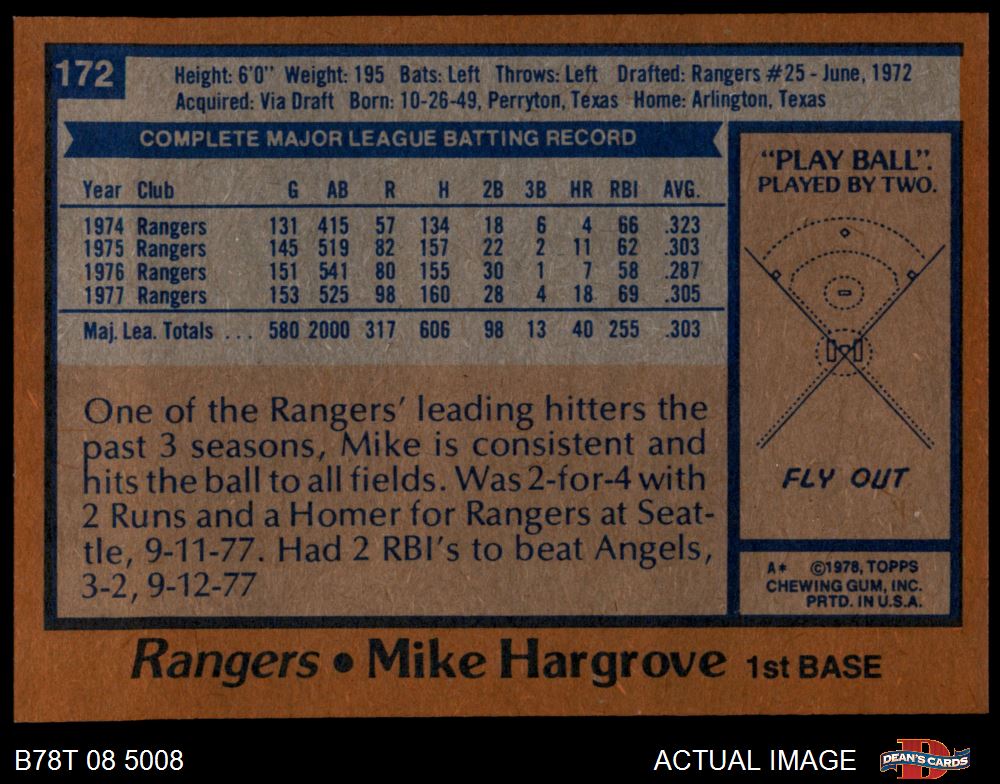 172
Height: 6'0" Weight: 195 Bats: Left Throws: Left Drafted: Rangers #25 - June, 1972
Acquired: Via Draft Born: 10-26-49, Perryton, Texas Home: Arlington, Texas
COMPLETE MAJOR LEAGUE BATTING RECORD
Year Club G AB R H 2B 3B HR RBI AVG.
1974 Rangers 131 415 57 134 18 6 4 66 .323
1975 Rangers 145 519 82 157 22 2 11 62 .303
1976 Rangers 151 541 80 155 30 1 7 58 .287
1977 Rangers 153 525 98 160 28 4 18 69 .305
Maj. Lea. Totals ... 580 2000 317 606 98 13 40 255 .303
One of the Rangers' leading hitters the
past 3 seasons, Mike is consistent and
hits the ball to all fields. Was 2-for-4 with
2 Runs and a Homer for Rangers at Seat-
tle, 9-11-77. Had 2 RBI's to beat Angels,
3-2, 9-12-77
"PLAY BALL".
PLAYED BY TWO.
FLY OUT
A* ©1978, TOPPS
CHEWING GUM, INC.
PRTD. IN U.S.A.
Rangers • Mike Hargrove 1st BASE
B78T 08 5008
ACTUAL IMAGE
D
DEAN'S CARDS